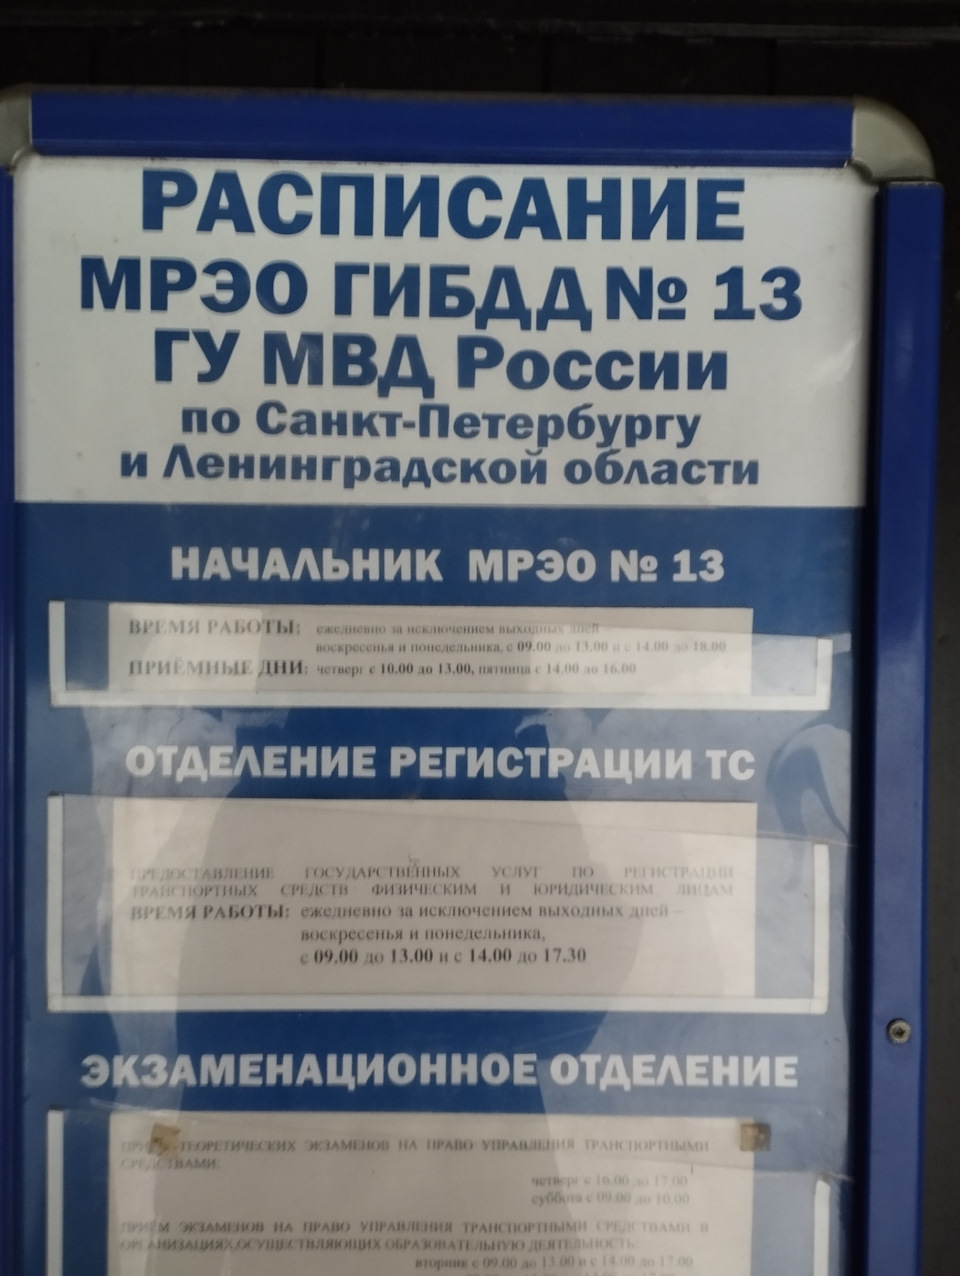 РАСПИСАНИЕ
МРЭО ГИБДД № 13
ГУ МВД России
по Санкт-Петербургу
и Ленинградской области
НАЧАЛЬНИК МРЭО № 13
ВРЕМЯ РАБОТЫ: ежедневно за исключением выходных дней
воскресенья и понедельника, с 09.00 до 13.00 и с 14.00 до 18.00
ПРИЁМНЫЕ ДНИ: четверг с 10.00 до 13.00, пятница с 14.00 до 16.00
ОТДЕЛЕНИЕ РЕГИСТРАЦИИ ТС
ПРЕДОСТАВЛЕНИЕ ГОСУДАРСТВЕННЫХ УСЛУГ ПО РЕГИСТРАЦИИ
ТРАНСПОРТНЫХ СРЕДСТВ ФИЗИЧЕСКИМ И ЮРИДИЧЕСКИМ ЛИЦАМ
ВРЕМЯ РАБОТЫ: ежедневно за исключением выходных дней –
воскресенья и понедельника,
с 09.00 до 13.00 и с 14.00 до 17.30
ЭКЗАМЕНАЦИОННОЕ ОТДЕЛЕНИЕ
ТЕОРЕТИЧЕСКИХ ЭКЗАМЕНОВ НА ПРАВО УПРАВЛЕНИЯ ТРАНСПОРТНЫМИ
СРЕДСТВАМИ:
четверг с 16.00 до 17.00
суббота с 09.00 до 10.00
ПРИЁМ ЭКЗАМЕНОВ НА ПРАВО УПРАВЛЕНИЯ ТРАНСПОРТНЫМИ СРЕДСТВАМИ В
ОРГАНИЗАЦИЯХ,ОСУЩЕСТВЛЯЮЩИХ ОБРАЗОВАТЕЛЬНУЮ ДЕЯТЕЛЬНОСТЬ:
вторник с 09.00 до 13.00 и с 14.00 до 17.00